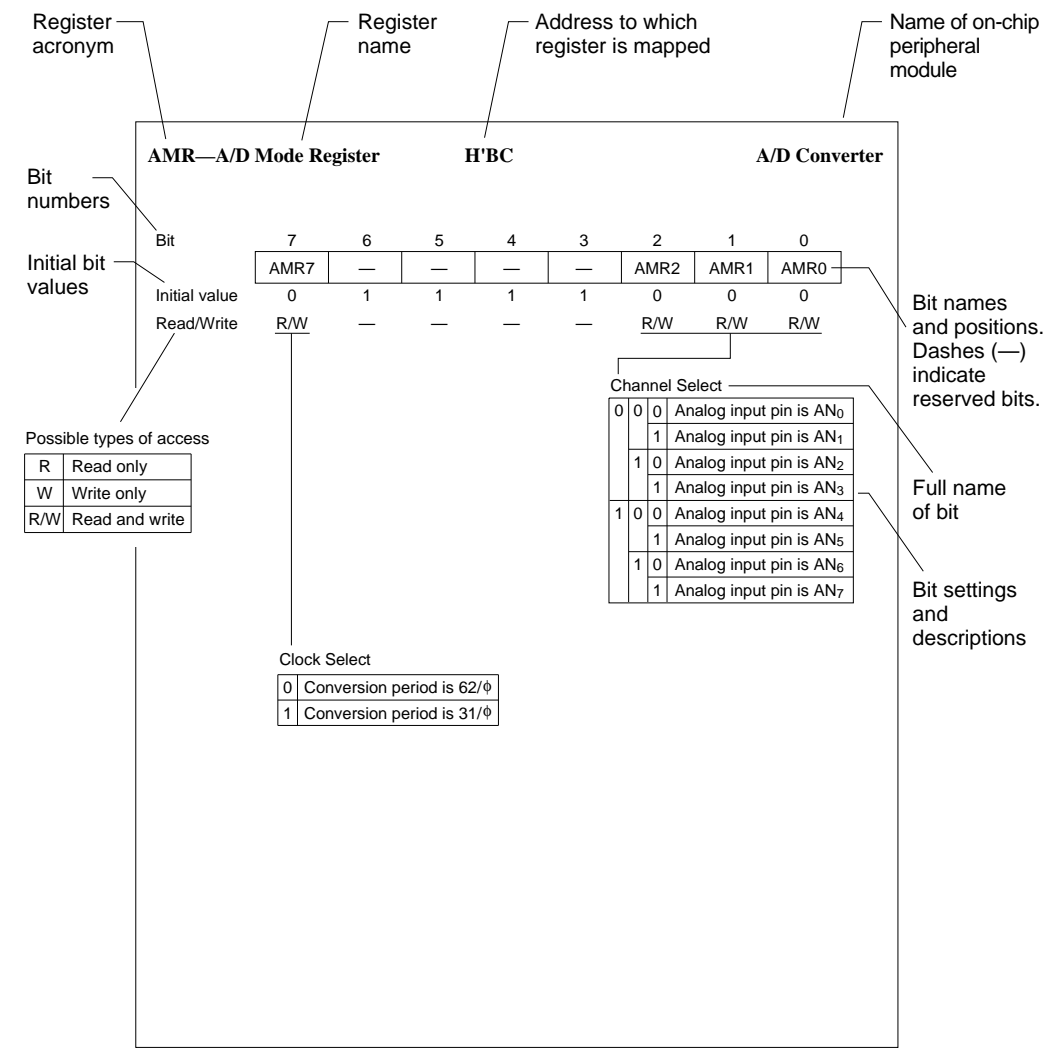 Register acronym
Register name
Address to which register is mapped
Name of on-chip peripheral module
AMR—A/D Mode Register H'BC A/D Converter
Bit numbers
Bit 7 6 5 4 3 2 1 0
AMR7 — — — — AMR2 AMR1 AMR0
Initial bit values
Initial value 0 1 1 1 1 0 0 0
Read/Write R/W — — — — R/W R/W R/W
Bit names and positions. Dashes (—) indicate reserved bits.
Possible types of access
R Read only
W Write only
R/W Read and write
Channel Select
0 0 0 Analog input pin is AN0
1 Analog input pin is AN1
1 0 Analog input pin is AN2
1 Analog input pin is AN3
1 0 0 Analog input pin is AN4
1 Analog input pin is AN5
1 0 Analog input pin is AN6
1 Analog input pin is AN7
Full name of bit
Bit settings and descriptions
Clock Select
0 Conversion period is 62/ϕ
1 Conversion period is 31/ϕ